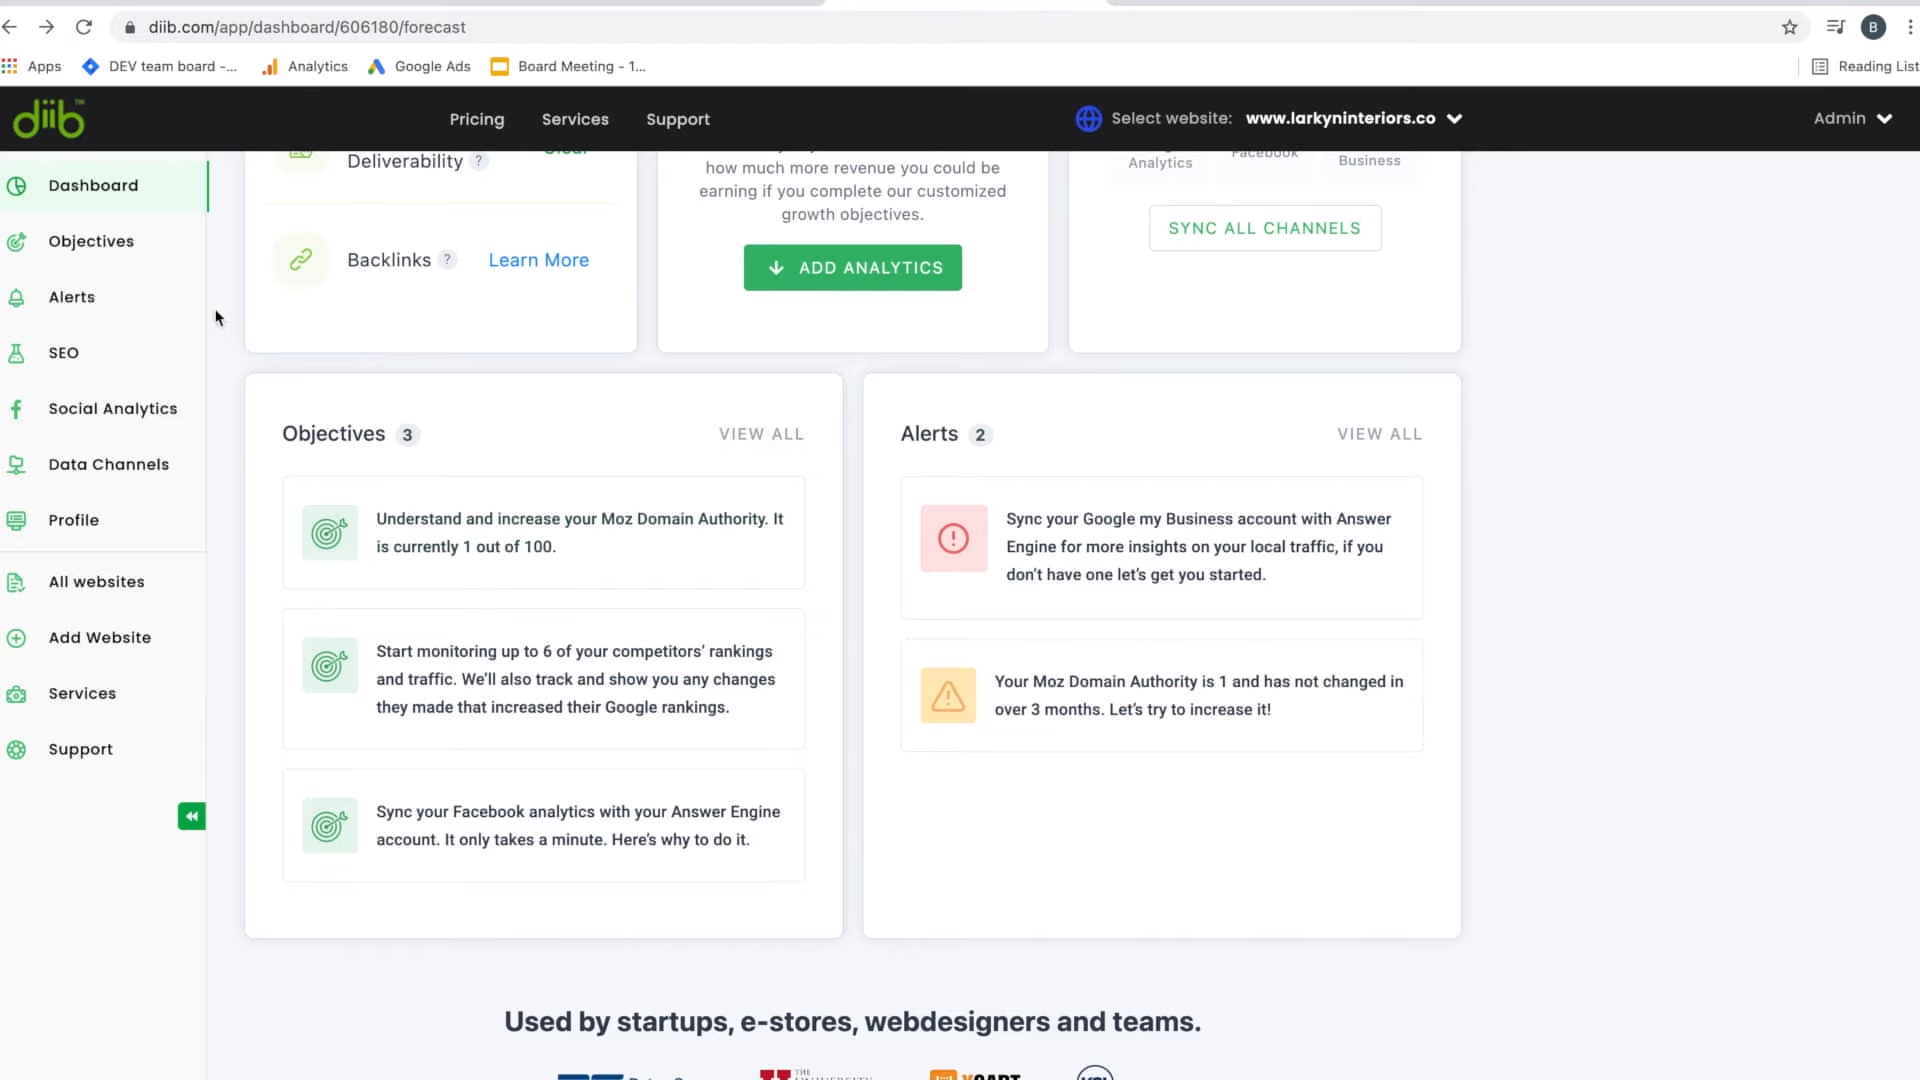 diib.com/app/dashboard/606180/forecast
B
Apps
DEV team board -...
Analytics
Google Ads
Board Meeting - 1...
Reading List
diib™
Pricing
Services
Support
Select website: www.larkyninteriors.co
Admin
Dashboard
Objectives
Alerts
SEO
Social Analytics
Data Channels
Profile
All websites
Add Website
Services
Support
Deliverability ?
Clear
Backlinks ?
Learn More
how much more revenue you could be
earning if you complete our customized
growth objectives.
ADD ANALYTICS
Analytics
Facebook
Business
SYNC ALL CHANNELS
Objectives 3
VIEW ALL
Understand and increase your Moz Domain Authority. It
is currently 1 out of 100.
Start monitoring up to 6 of your competitors’ rankings
and traffic. We’ll also track and show you any changes
they made that increased their Google rankings.
Sync your Facebook analytics with your Answer Engine
account. It only takes a minute. Here’s why to do it.
Alerts 2
VIEW ALL
Sync your Google my Business account with Answer
Engine for more insights on your local traffic, if you
don’t have one let’s get you started.
Your Moz Domain Authority is 1 and has not changed in
over 3 months. Let’s try to increase it!
Used by startups, e-stores, webdesigners and teams.
THE